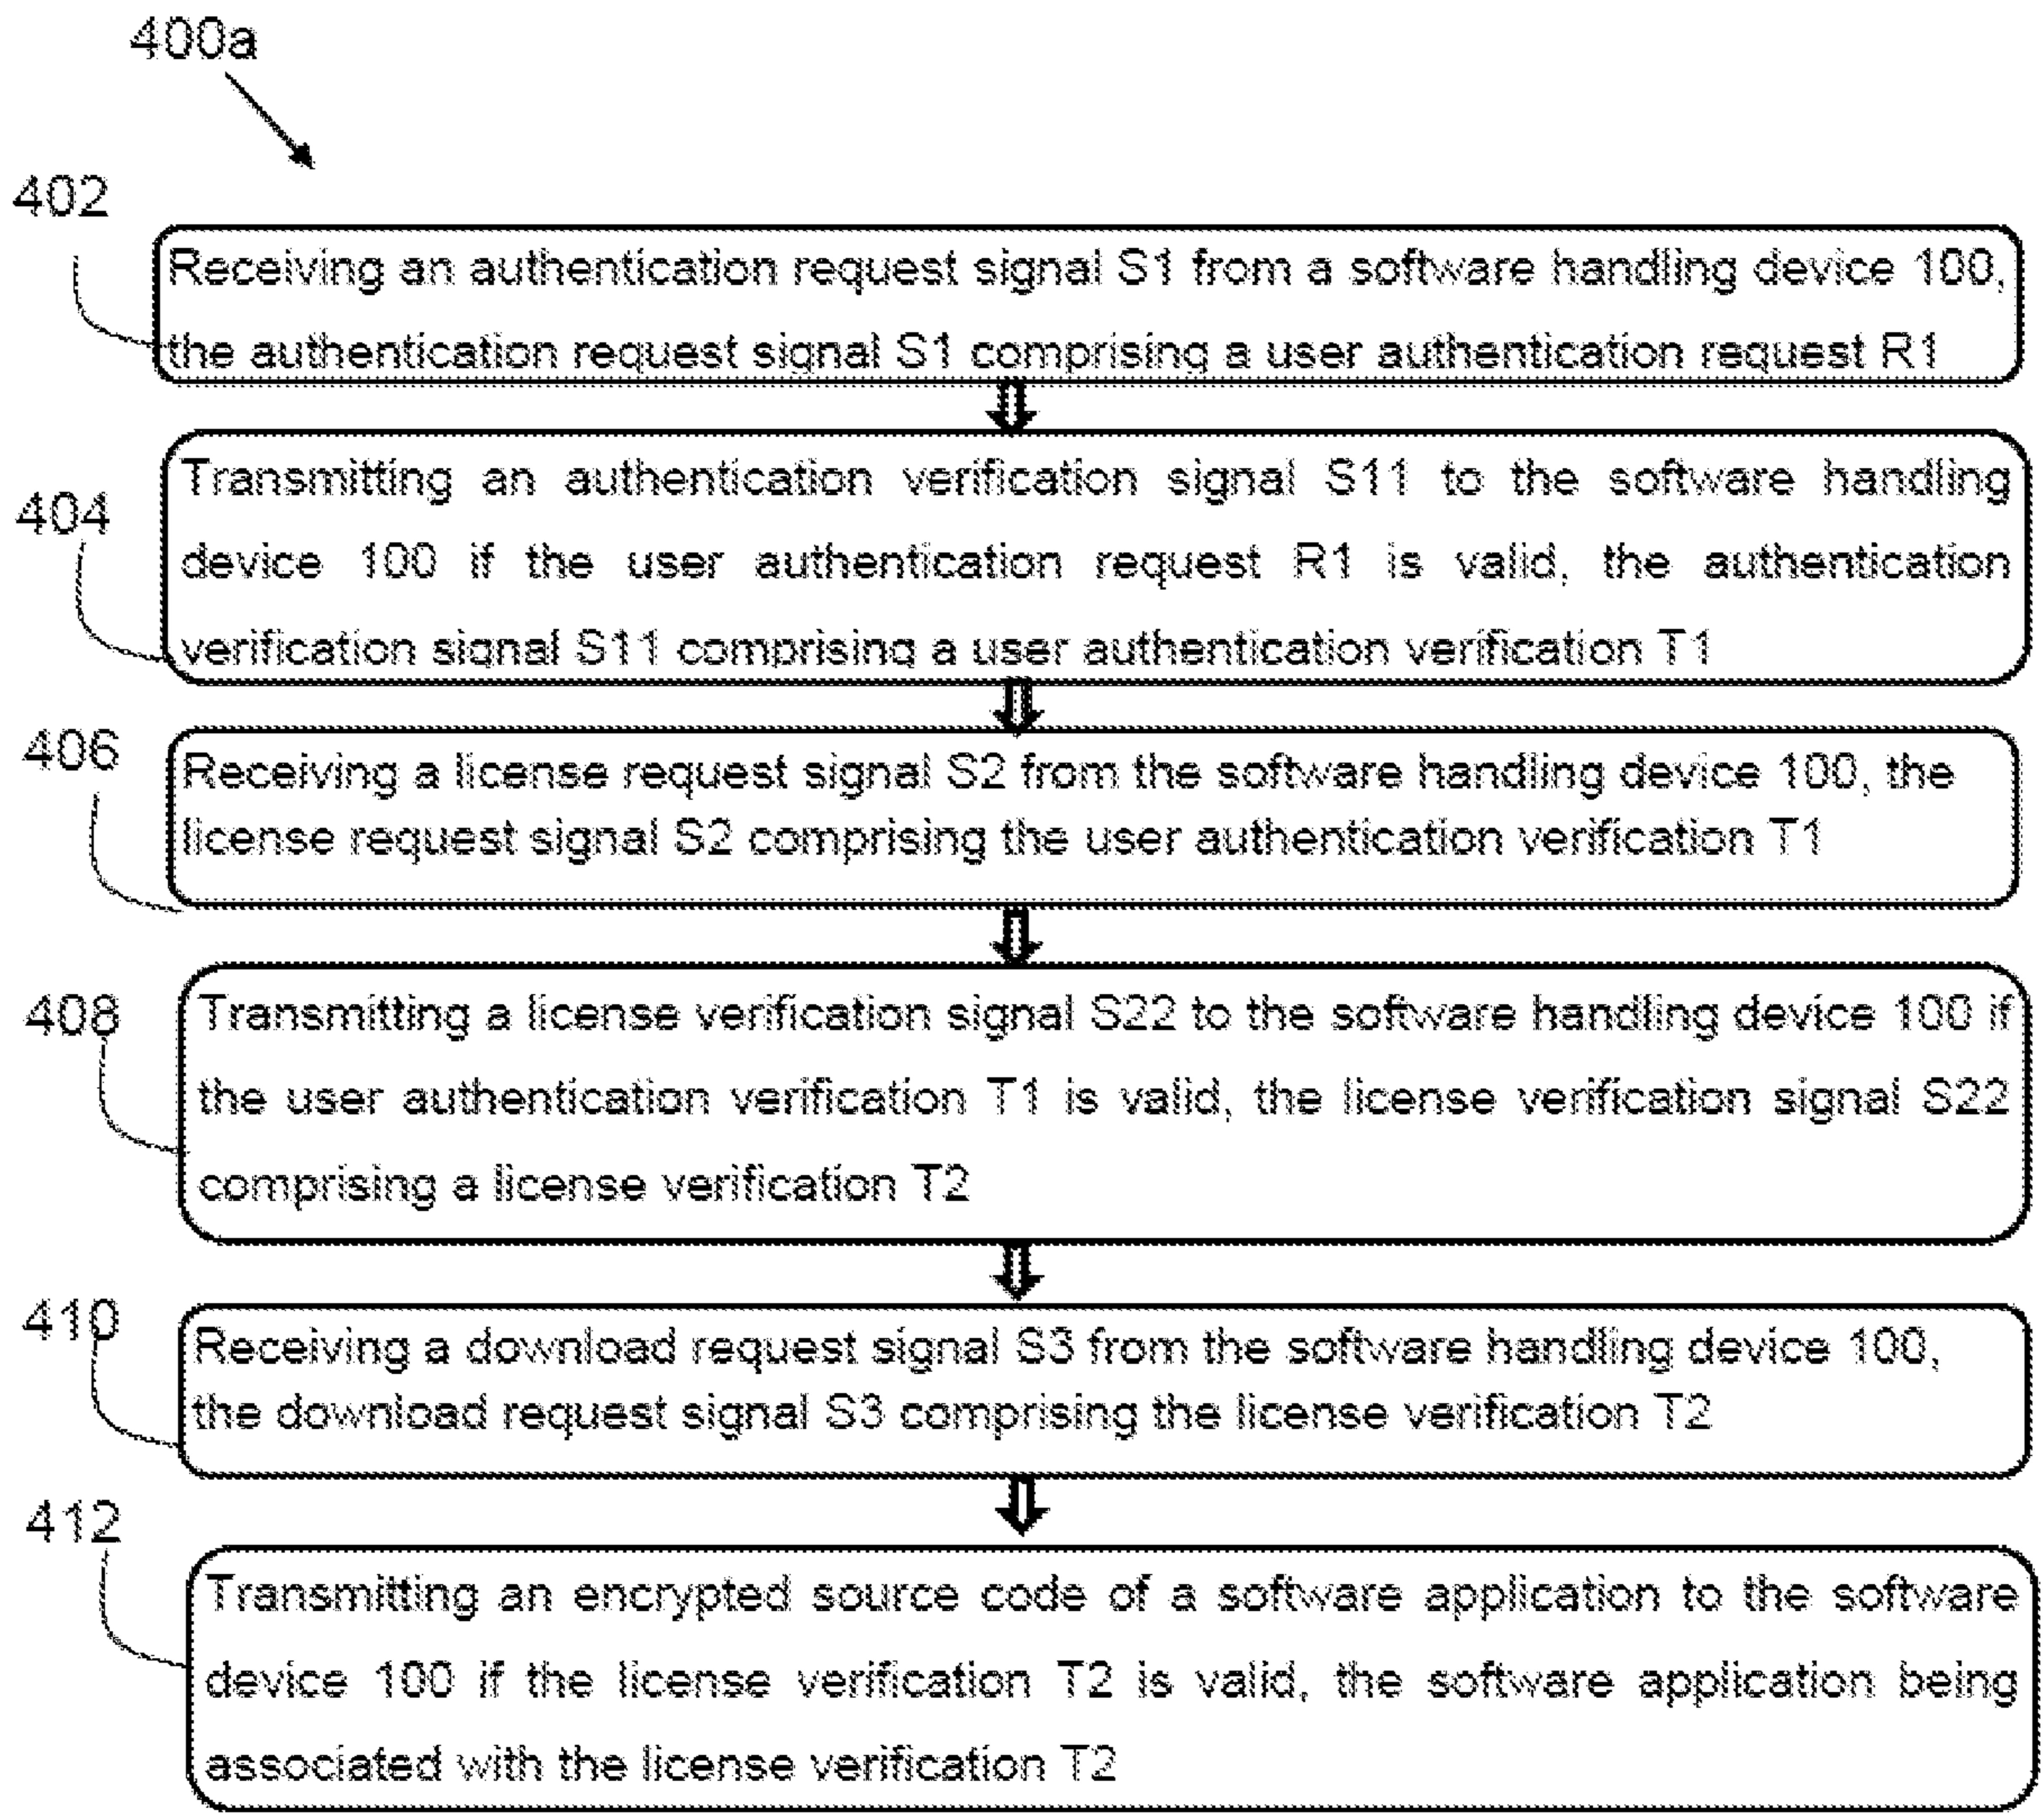 400a
402
Receiving an authentication request signal S1 from a software handling device 100,
the authentication request signal S1 comprising a user authentication request R1
404
Transmitting an authentication verification signal S11 to the software handling
device 100 if the user authentication request R1 is valid, the authentication
verification signal S11 comprising a user authentication verification T1
406
Receiving a license request signal S2 from the software handling device 100, the
license request signal S2 comprising the user authentication verification T1
408
Transmitting a license verification signal S22 to the software handling device 100 if
the user authentication verification T1 is valid, the license verification signal S22
comprising a license verification T2
410
Receiving a download request signal S3 from the software handling device 100,
the download request signal S3 comprising the license verification T2
412
Transmitting an encrypted source code of a software application to the software
device 100 if the license verification T2 is valid, the software application being
associated with the license verification T2